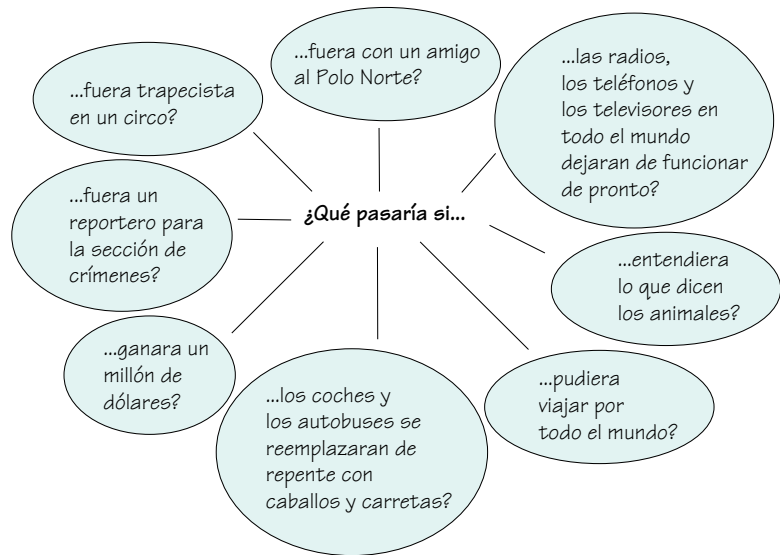 ...fuera con un amigo
al Polo Norte?
...las radios,
los teléfonos y
los televisores en
todo el mundo
dejaran de funcionar
de pronto?
...fuera trapecista
en un circo?
¿Qué pasaría si...
...fuera un
reportero para
la sección de
crímenes?
...entendiera
lo que dicen
los animales?
...ganara un
millón de
dólares?
...los coches y
los autobuses se
reemplazaran de
repente con
caballos y carretas?
...pudiera
viajar por
todo el mundo?